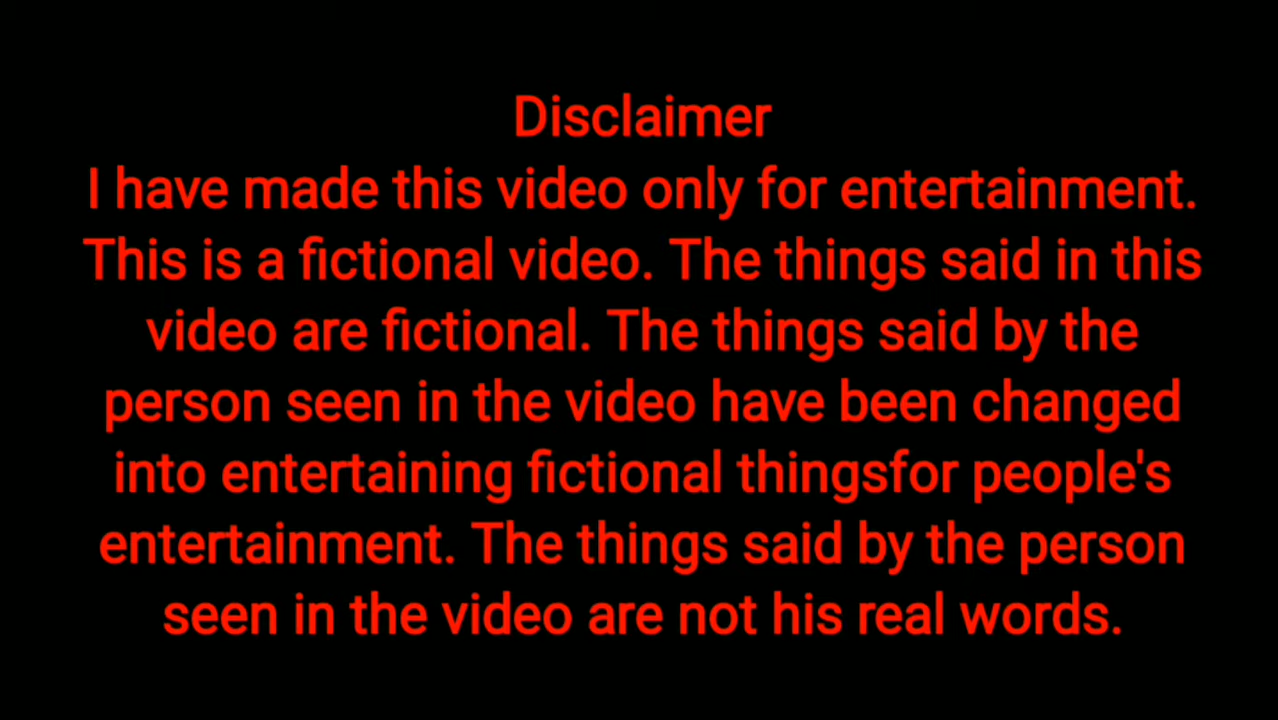 Disclaimer
I have made this video only for entertainment.
This is a fictional video. The things said in this
video are fictional. The things said by the
person seen in the video have been changed
into entertaining fictional thingsfor people's
entertainment. The things said by the person
seen in the video are not his real words.